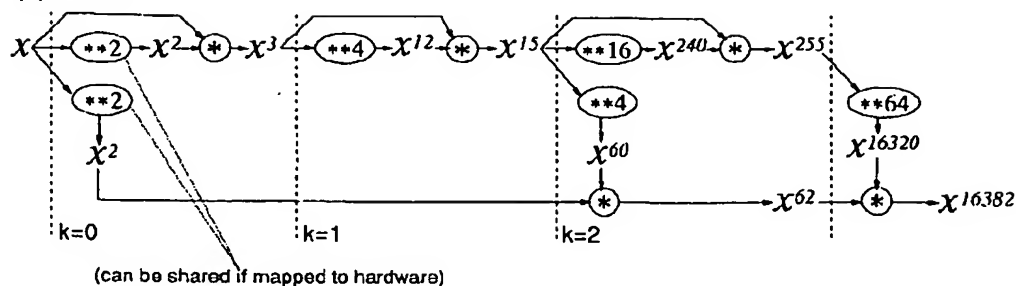 x **2 x² * x³ **4 x¹² * x¹⁵ **16 x²⁴⁰ * x²⁵⁵
**2 **4 **64
x² x⁶⁰ x¹⁶³²⁰
* x⁶² * x¹⁶³⁸²
k=0 k=1 k=2
(can be shared if mapped to hardware)